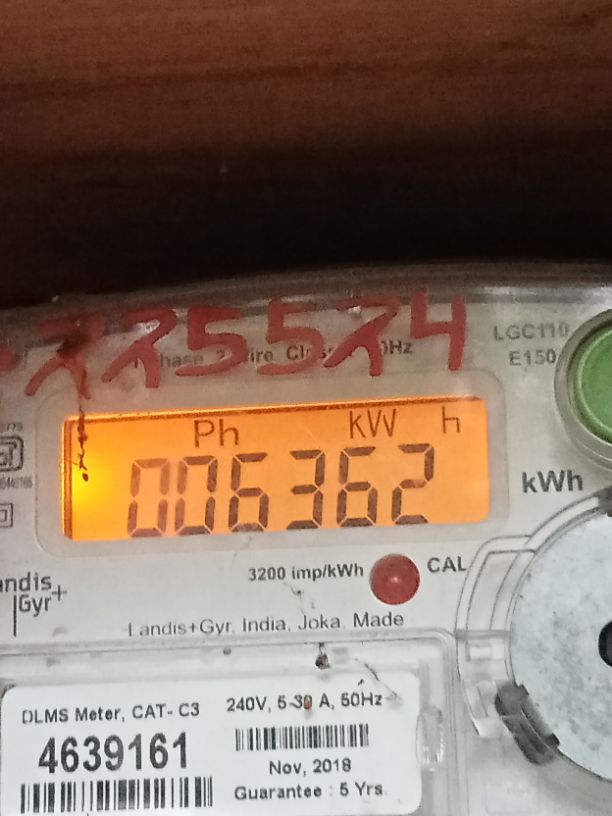 225524
LGC110
E150
Ph kW h
006362
kWh
3200 imp/kWh
CAL
Landis+Gyr, India, Joka. Made
DLMS Meter, CAT- C3
4639161
240V, 5-30 A, 50Hz
Nov, 2018
Guarantee : 5 Yrs.